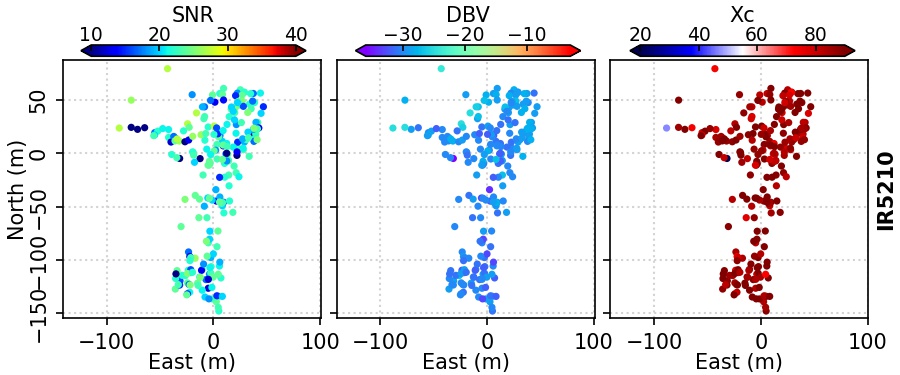 SNR DBV Xc
10 20 30 40 −30 −20 −10 20 40 60 80
50
0
−50
−100
−150
North (m)
−100 0 100 −100 0 100 −100 0 100
East (m) East (m) East (m)
IR5210